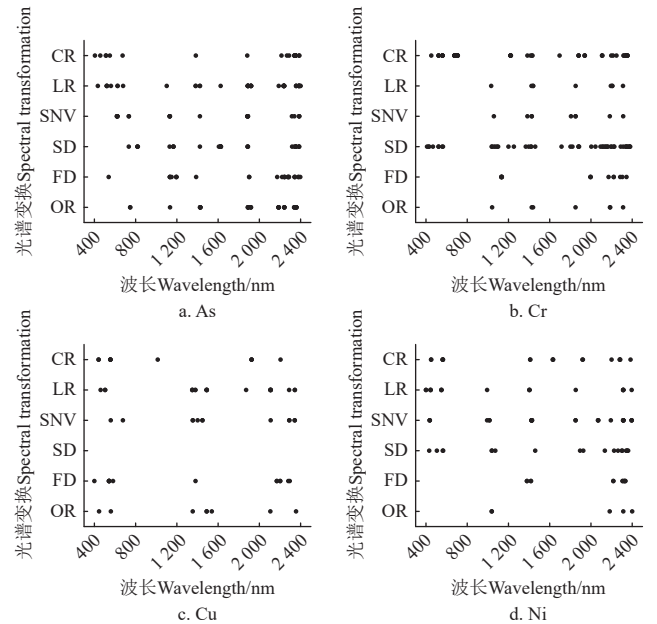 光谱变换Spectral transformation
CR
LR
SNV
SD
FD
OR
400
800
1 200
1 600
2 000
2 400
波长Wavelength/nm
a. As
光谱变换Spectral transformation
CR
LR
SNV
SD
FD
OR
400
800
1 200
1 600
2 000
2 400
波长Wavelength/nm
b. Cr
光谱变换Spectral transformation
CR
LR
SNV
SD
FD
OR
400
800
1 200
1 600
2 000
2 400
波长Wavelength/nm
c. Cu
光谱变换Spectral transformation
CR
LR
SNV
SD
FD
OR
400
800
1 200
1 600
2 000
2 400
波长Wavelength/nm
d. Ni